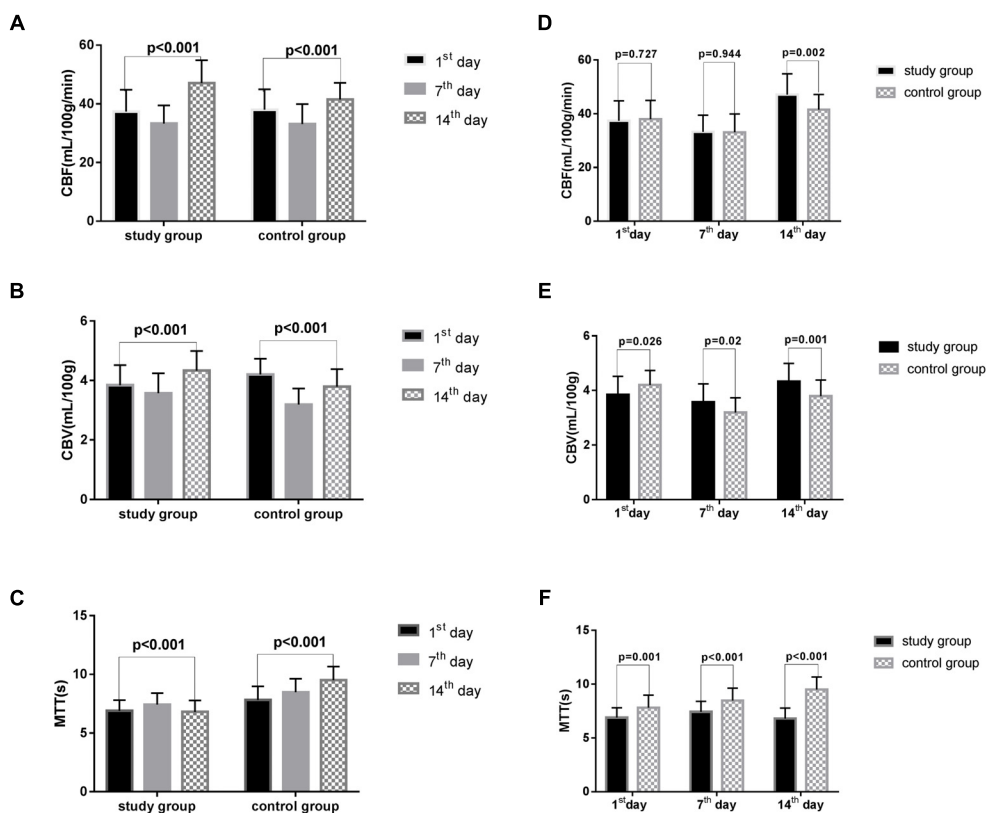 A
CBF(mL/100g/min)
60
40
20
0
p<0.001
p<0.001
study group
control group
1st day
7th day
14th day
D
CBF(mL/100g/min)
80
60
40
20
0
p=0.727
p=0.944
p=0.002
1st day
7th day
14th day
study group
control group
B
CBV(mL/100g)
6
4
2
0
p<0.001
p<0.001
study group
control group
1st day
7th day
14th day
E
CBV(mL/100g)
6
4
2
0
p=0.026
p=0.02
p=0.001
1st day
7th day
14th day
study group
control group
C
MTT(s)
15
10
5
0
p<0.001
p<0.001
study group
control group
1st day
7th day
14th day
F
MTT(s)
15
10
5
0
p=0.001
p<0.001
p<0.001
1st day
7th day
14th day
study group
control group